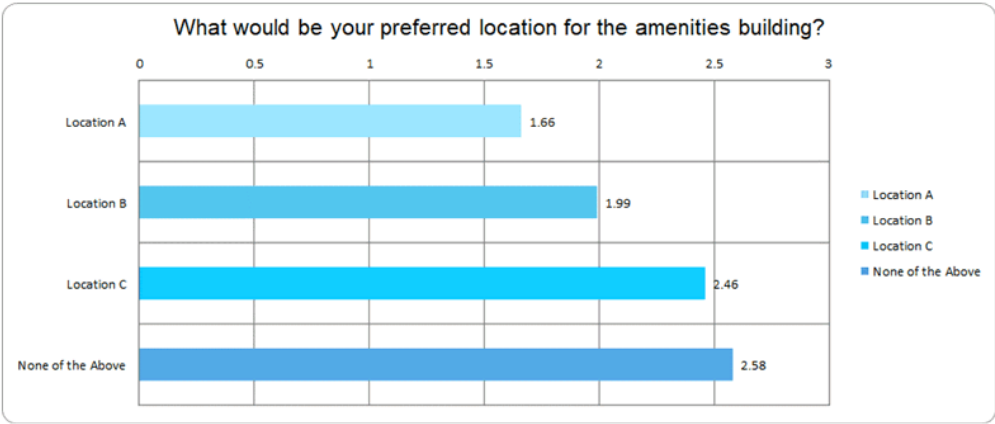 What would be your preferred location for the amenities building?
0 0.5 1 1.5 2 2.5 3
Location A 1.66
Location B 1.99
Location C 2.46
None of the Above 2.58
Location A
Location B
Location C
None of the Above